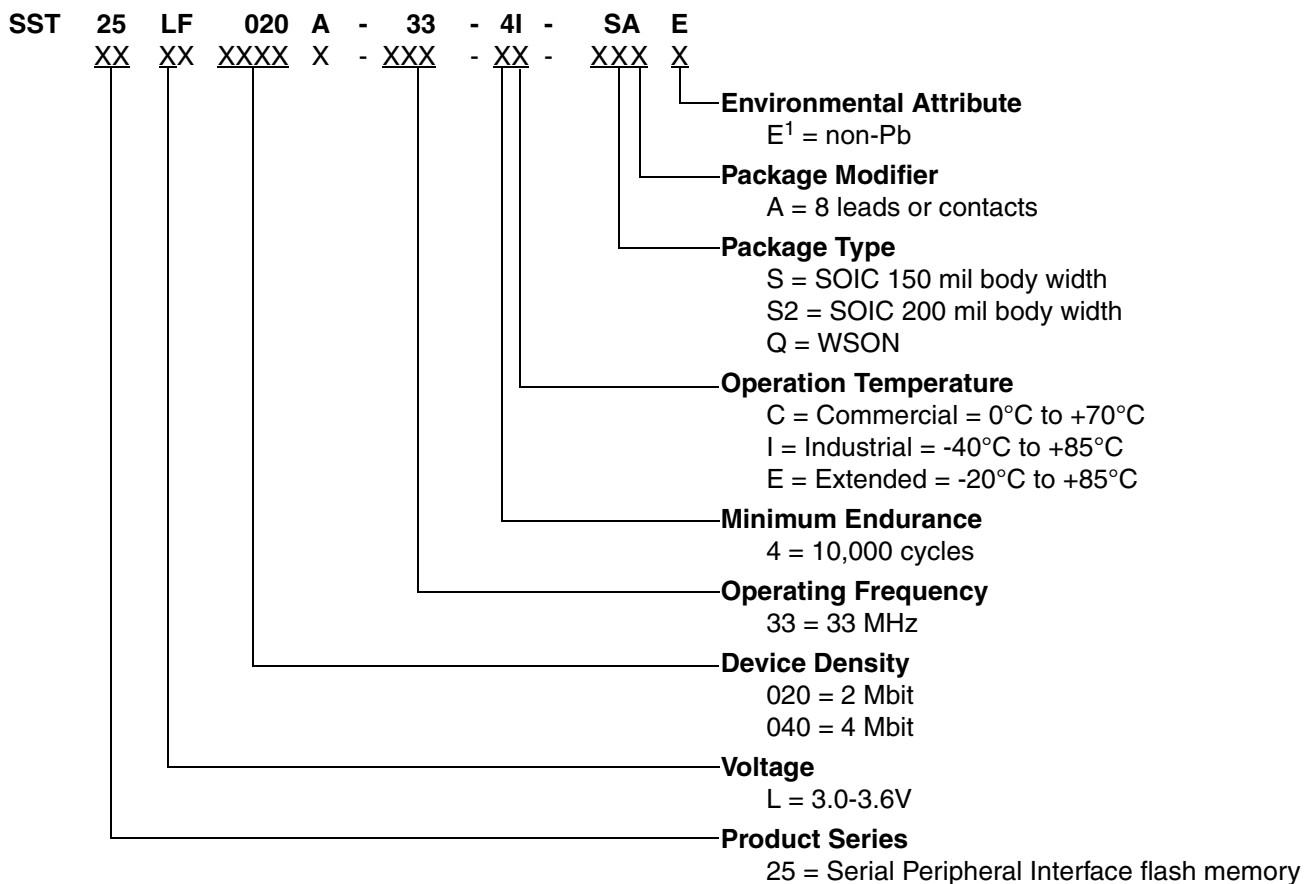 SST 25 LF 020 A - 33 - 4I - SA E
XX XX XXXX X - XXX - XX - XXX X
Environmental Attribute
E1 = non-Pb
Package Modifier
A = 8 leads or contacts
Package Type
S = SOIC 150 mil body width
S2 = SOIC 200 mil body width
Q = WSON
Operation Temperature
C = Commercial = 0°C to +70°C
I = Industrial = -40°C to +85°C
E = Extended = -20°C to +85°C
Minimum Endurance
4 = 10,000 cycles
Operating Frequency
33 = 33 MHz
Device Density
020 = 2 Mbit
040 = 4 Mbit
Voltage
L = 3.0-3.6V
Product Series
25 = Serial Peripheral Interface flash memory